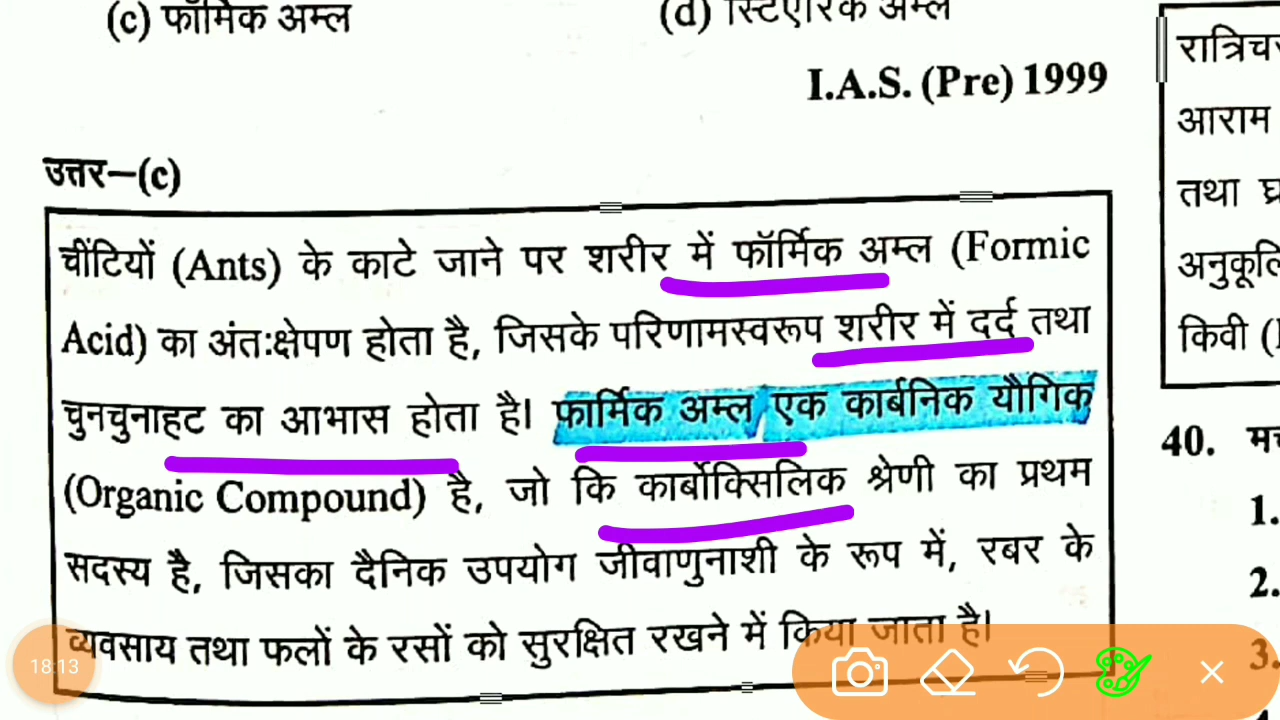 (c) फॉर्मिक अम्ल
(d) स्टिएरिक अम्ल
I.A.S. (Pre) 1999
उत्तर–(c)
चींटियों (Ants) के काटे जाने पर शरीर में फॉर्मिक अम्ल (Formic
Acid) का अंत:क्षेपण होता है, जिसके परिणामस्वरूप शरीर में दर्द तथा
चुनचुनाहट का आभास होता है। फार्मिक अम्ल एक कार्बनिक यौगिक
(Organic Compound) है, जो कि कार्बोक्सिलिक श्रेणी का प्रथम
सदस्य है, जिसका दैनिक उपयोग जीवाणुनाशी के रूप में, रबर के
व्यवसाय तथा फलों के रसों को सुरक्षित रखने में किया जाता है।
आराम
तथा
किवी
40.
1.
2.
3.
18:13